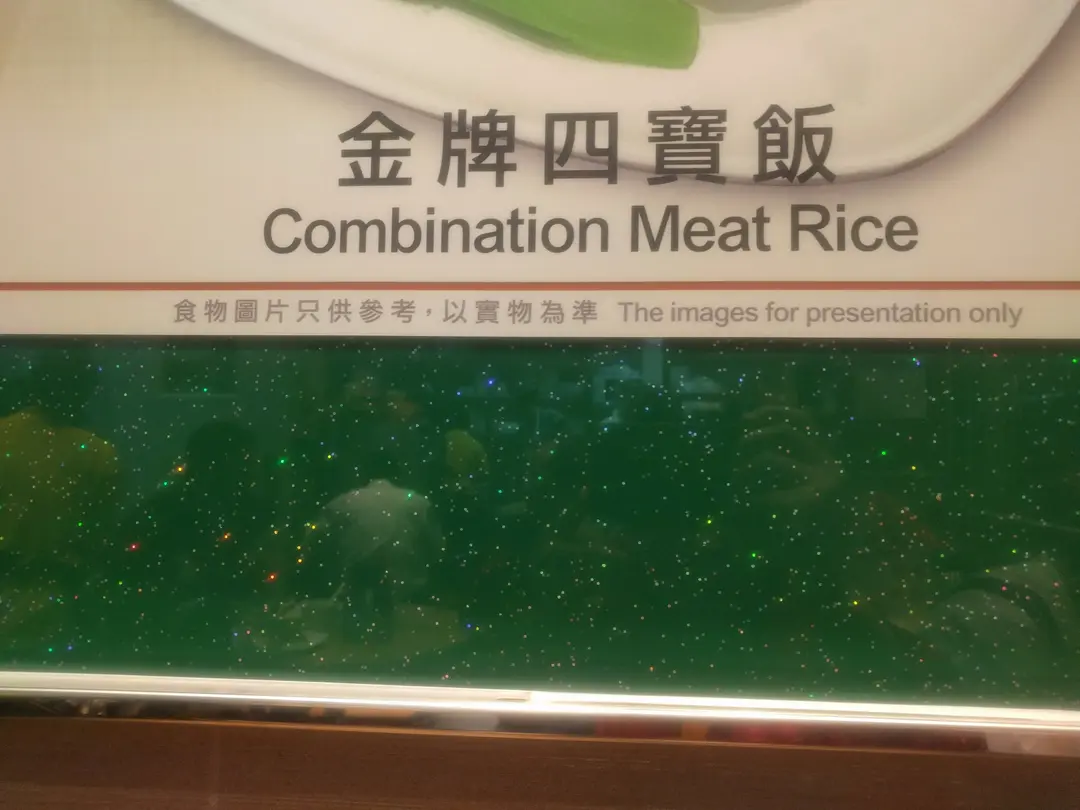 金牌四寶飯
Combination Meat Rice
食物圖片只供參考，以實物為準 The images for presentation only